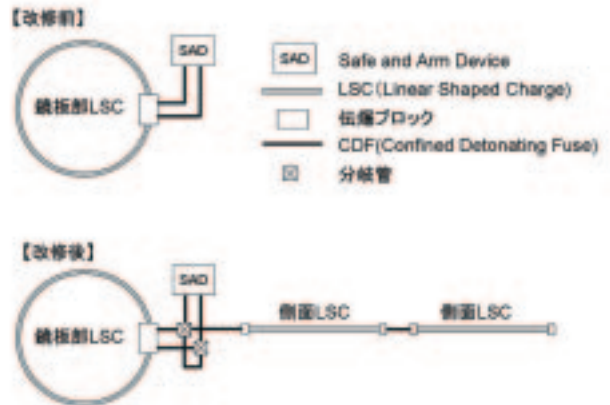 【改修前】
SAD
鏡板部LSC
SAD Safe and Arm Device
LSC(Linear Shaped Charge)
伝爆ブロック
CDF(Confined Detonating Fuse)
分岐管
【改修後】
SAD
鏡板部LSC
側面LSC 側面LSC